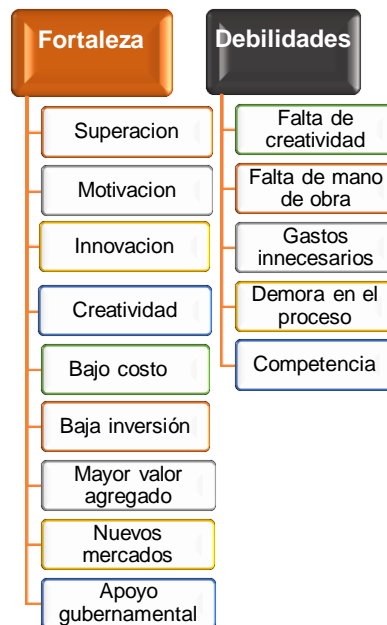 Fortaleza
Superacion
Motivacion
Innovacion
Creatividad
Bajo costo
Baja inversión
Mayor valor
agregado
Nuevos
mercados
Apoyo
gubernamental
Debilidades
Falta de
creatividad
Falta de mano
de obra
Gastos
innecesarios
Demora en el
proceso
Competencia